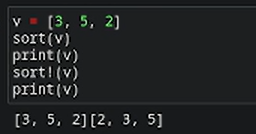 v = [3, 5, 2]
sort(v)
print(v)
sort!(v)
print(v)
[3, 5, 2][2, 3, 5]